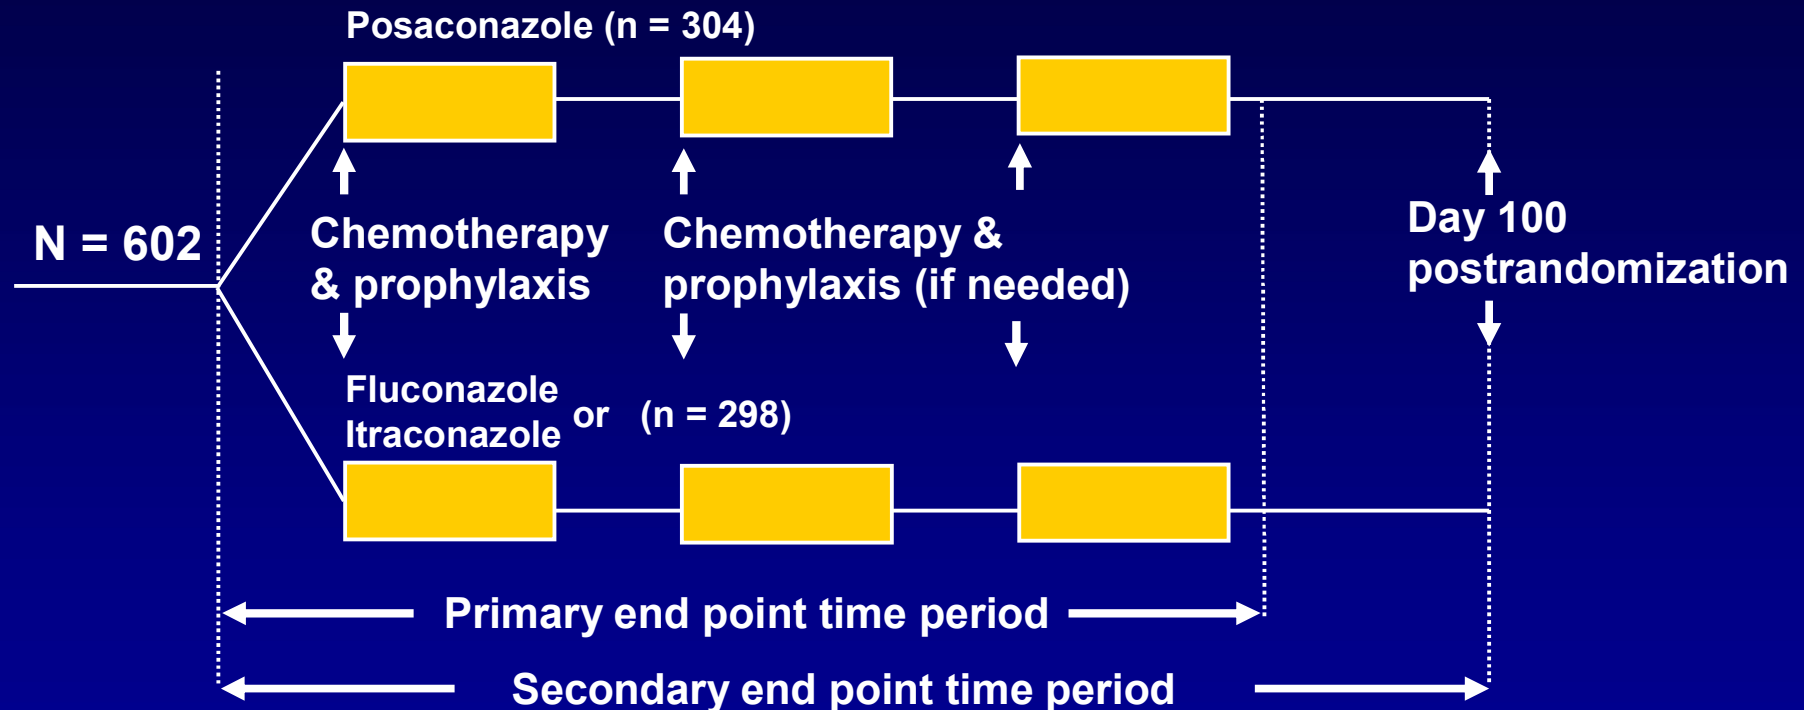 Posaconazole (n = 304)
N = 602
Chemotherapy
& prophylaxis
Chemotherapy &
prophylaxis (if needed)
Day 100
postrandomization
Fluconazole
Itraconazole
or (n = 298)
Primary end point time period
Secondary end point time period